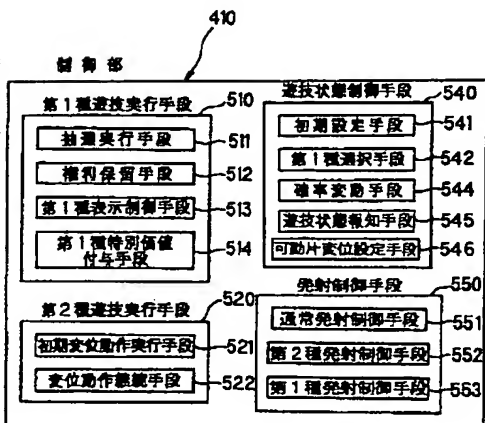 410
制御部
第1種遊技実行手段 510
抽選実行手段 511
権利保留手段 512
第1種表示制御手段 513
第1種特別価値
付与手段 514
第2種遊技実行手段 520
初期変位動作実行手段 521
変位動作継続手段 522
遊技状態制御手段 540
初期設定手段 541
第1種選択手段 542
確率変動手段 544
遊技状態報知手段 545
可動片変位設定手段 546
発射制御手段 550
通常発射制御手段 551
第2種発射制御手段 552
第1種発射制御手段 553